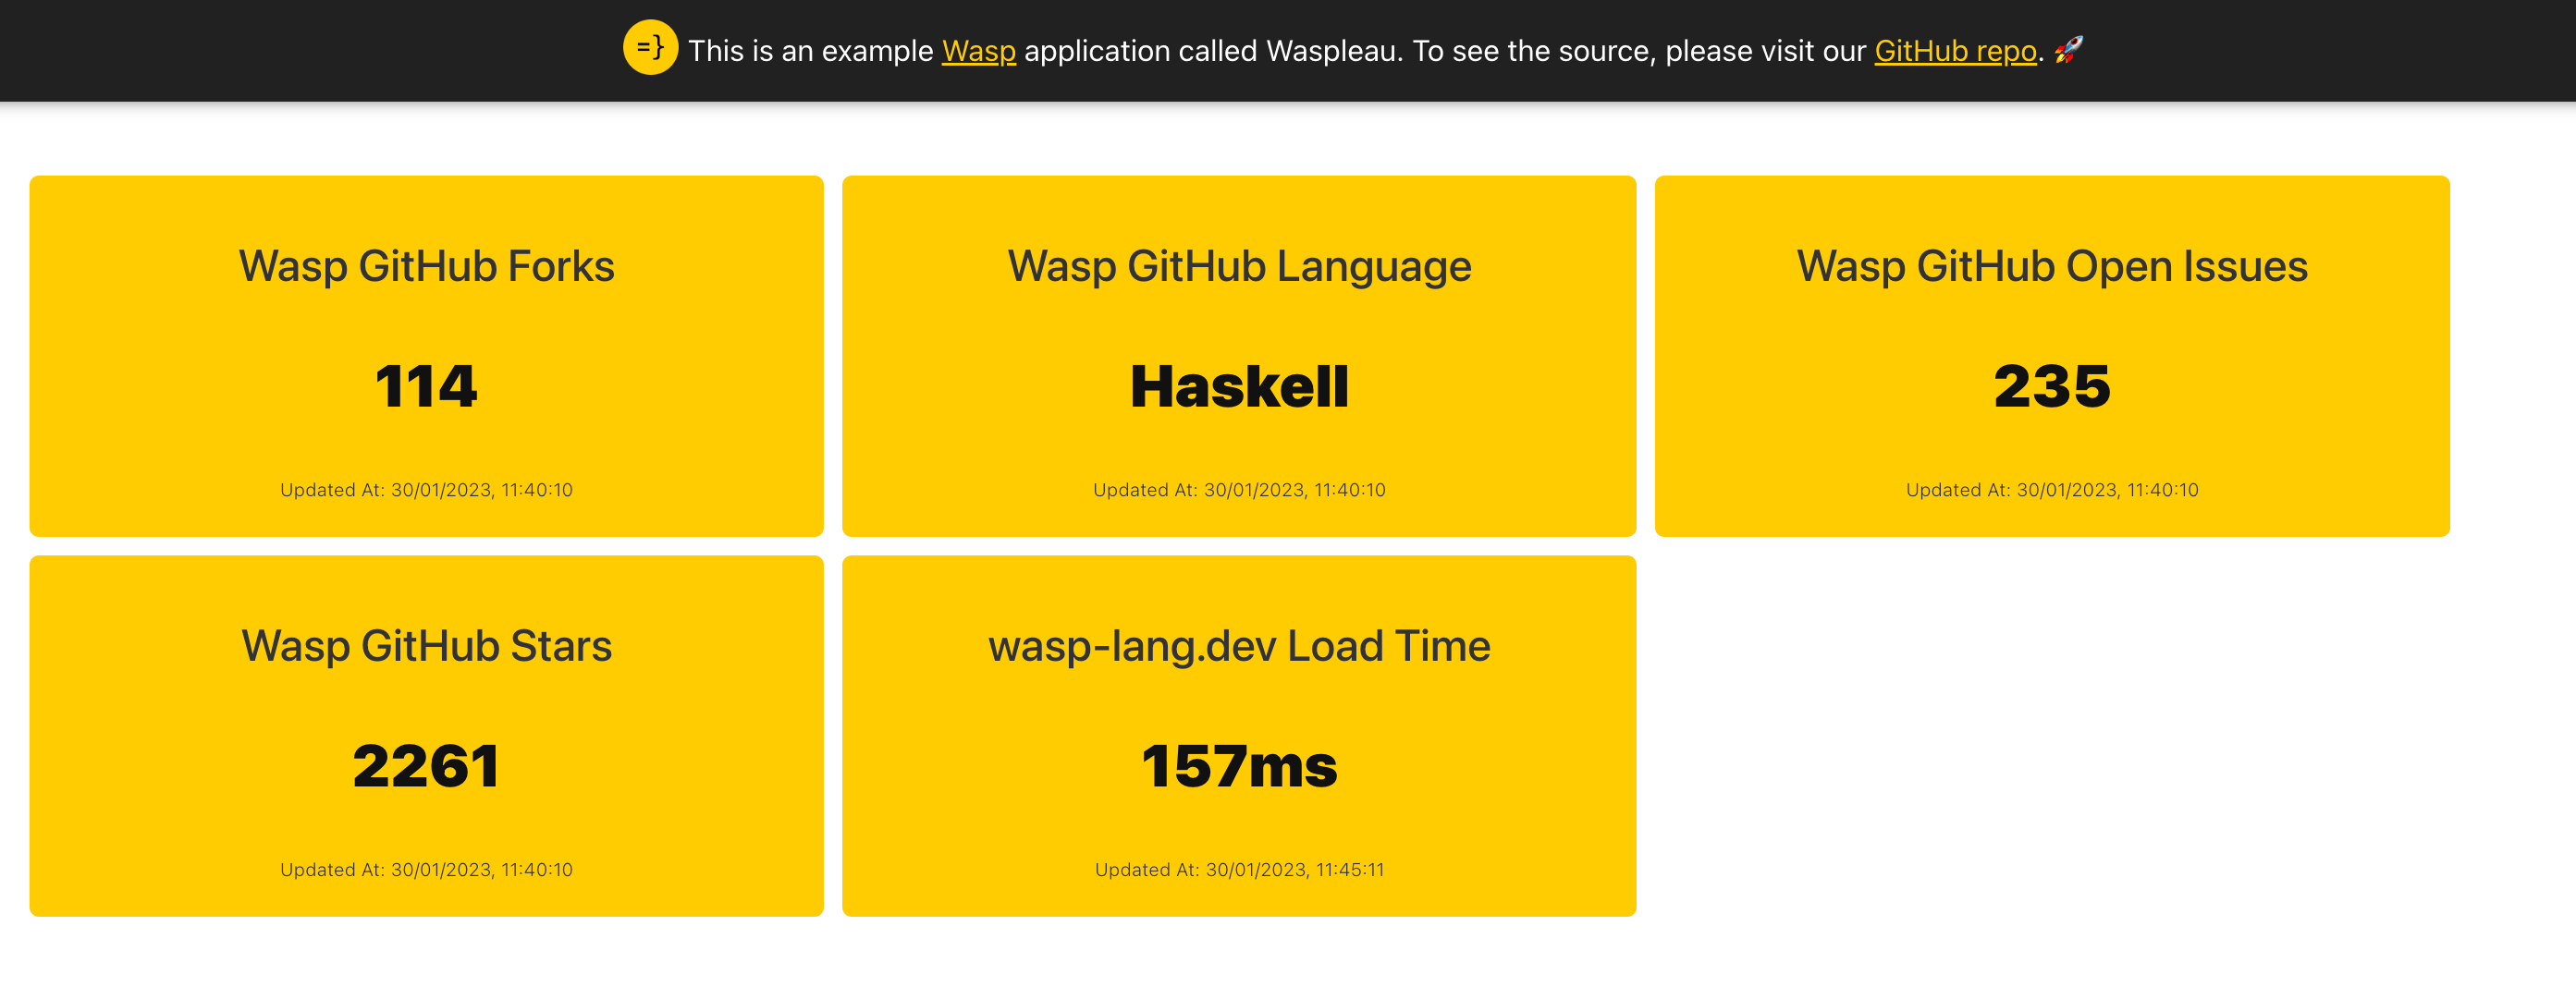 =} This is an example Wasp application called Waspleau. To see the source, please visit our GitHub repo. 🚀
Wasp GitHub Forks
114
Updated At: 30/01/2023, 11:40:10
Wasp GitHub Language
Haskell
Updated At: 30/01/2023, 11:40:10
Wasp GitHub Open Issues
235
Updated At: 30/01/2023, 11:40:10
Wasp GitHub Stars
2261
Updated At: 30/01/2023, 11:40:10
wasp-lang.dev Load Time
157ms
Updated At: 30/01/2023, 11:45:11